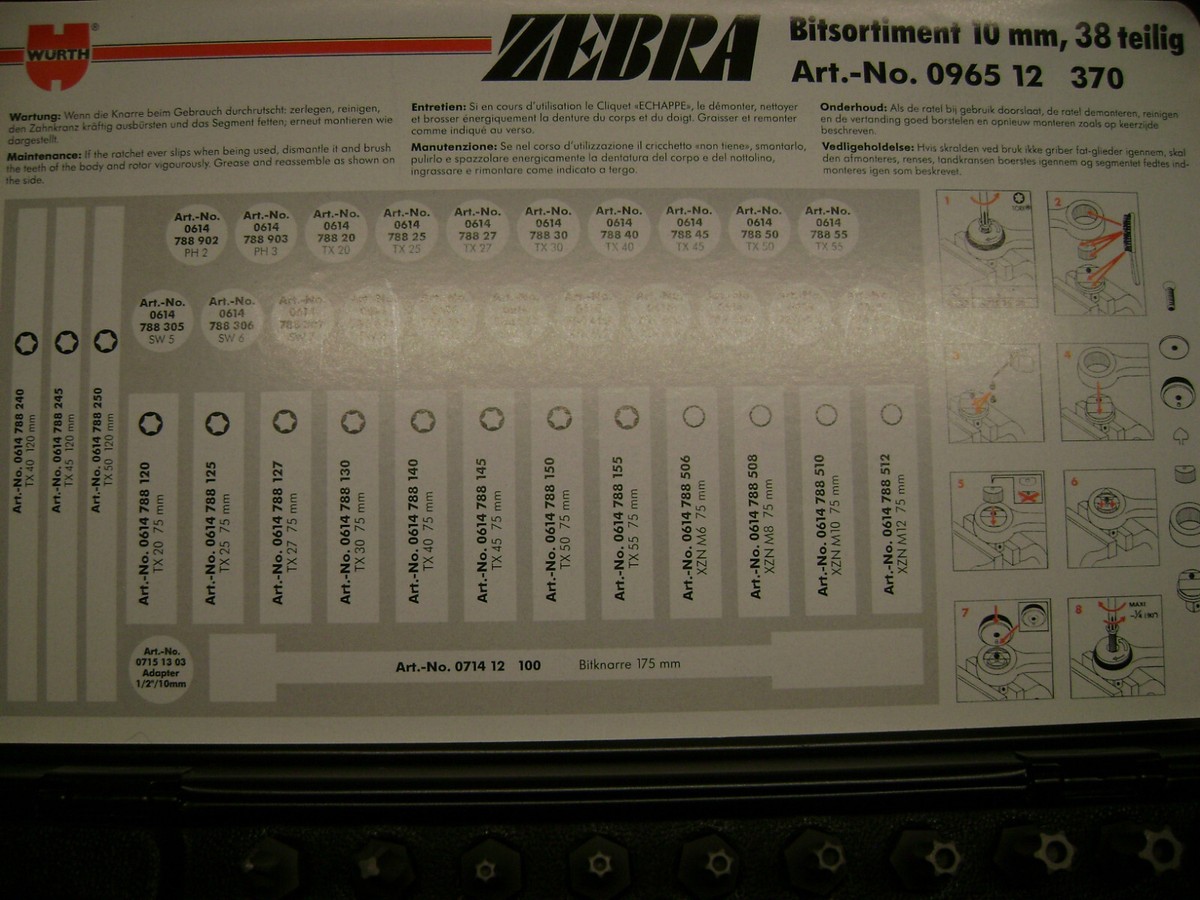 WURTH
®
ZEBRA
Bitsortiment 10 mm, 38 teilig
Art.-No. 0965 12 370
Wartung: Wenn die Knarre beim Gebrauch durchrutscht: zerlegen, reinigen,
den Zahnkranz kräftig ausbürsten und das Segment fetten; erneut montieren wie
dargestellt.
Maintenance: If the ratchet ever slips when being used, dismantle it and brush
the teeth of the body and rotor vigourously. Grease and reassemble as shown on
the side.
Entretien: Si en cours d'utilisation le Cliquet «ECHAPPE», le démonter, nettoyer
et brosser énergiquement la denture du corps et du doigt. Graisser et remonter
comme indiqué au verso.
Manutenzione: Se nel corso d'utilizzazione il cricchetto «non tiene», smontarlo,
pulirlo e spazzolare energicamente la dentatura del corpo e del nottolino,
ingrassare e rimontare come indicato a tergo.
Onderhoud: Als de ratel bij gebruik doorslaat, de ratel demonteren, reinigen
en de vertanding goed borstelen en opnieuw monteren zoals op keerzijde
beschreven.
Vedligeholdelse: Hvis skralden ved bruk ikke griber fat-glieder igennem, skal
den afmonteres, renses, tandkransen boerstes igennem og segmentet fedtes ind-
monteres igen som beskrevet.
Art.-No. 0614 788 240
TX 40 120 mm
Art.-No. 0614 788 245
TX 45 120 mm
Art.-No. 0614 788 250
TX 50 120 mm
Art.-No.
0614
788 902
PH 2
Art.-No.
0614
788 903
PH 3
Art.-No.
0614
788 20
TX 20
Art.-No.
0614
788 25
TX 25
Art.-No.
0614
788 27
TX 27
Art.-No.
0614
788 30
TX 30
Art.-No.
0614
788 40
TX 40
Art.-No.
0614
788 45
TX 45
Art.-No.
0614
788 50
TX 50
Art.-No.
0614
788 55
TX 55
Art.-No.
0614
788 305
SW 5
Art.-No.
0614
788 306
SW 6
Art.-No. 0614 788 120
TX 20 75 mm
Art.-No. 0614 788 125
TX 25 75 mm
Art.-No. 0614 788 127
TX 27 75 mm
Art.-No. 0614 788 130
TX 30 75 mm
Art.-No. 0614 788 140
TX 40 75 mm
Art.-No. 0614 788 145
TX 45 75 mm
Art.-No. 0614 788 150
TX 50 75 mm
Art.-No. 0614 788 155
TX 55 75 mm
Art.-No. 0614 788 506
XZN M6 75 mm
Art.-No. 0614 788 508
XZN M8 75 mm
Art.-No. 0614 788 510
XZN M10 75 mm
Art.-No. 0614 788 512
XZN M12 75 mm
Art.-No.
0715 13 03
Adapter
1/2"/10mm
Art.-No. 0714 12 100 Bitknarre 175 mm
1
2
3
4
5
6
7
8
MAXI